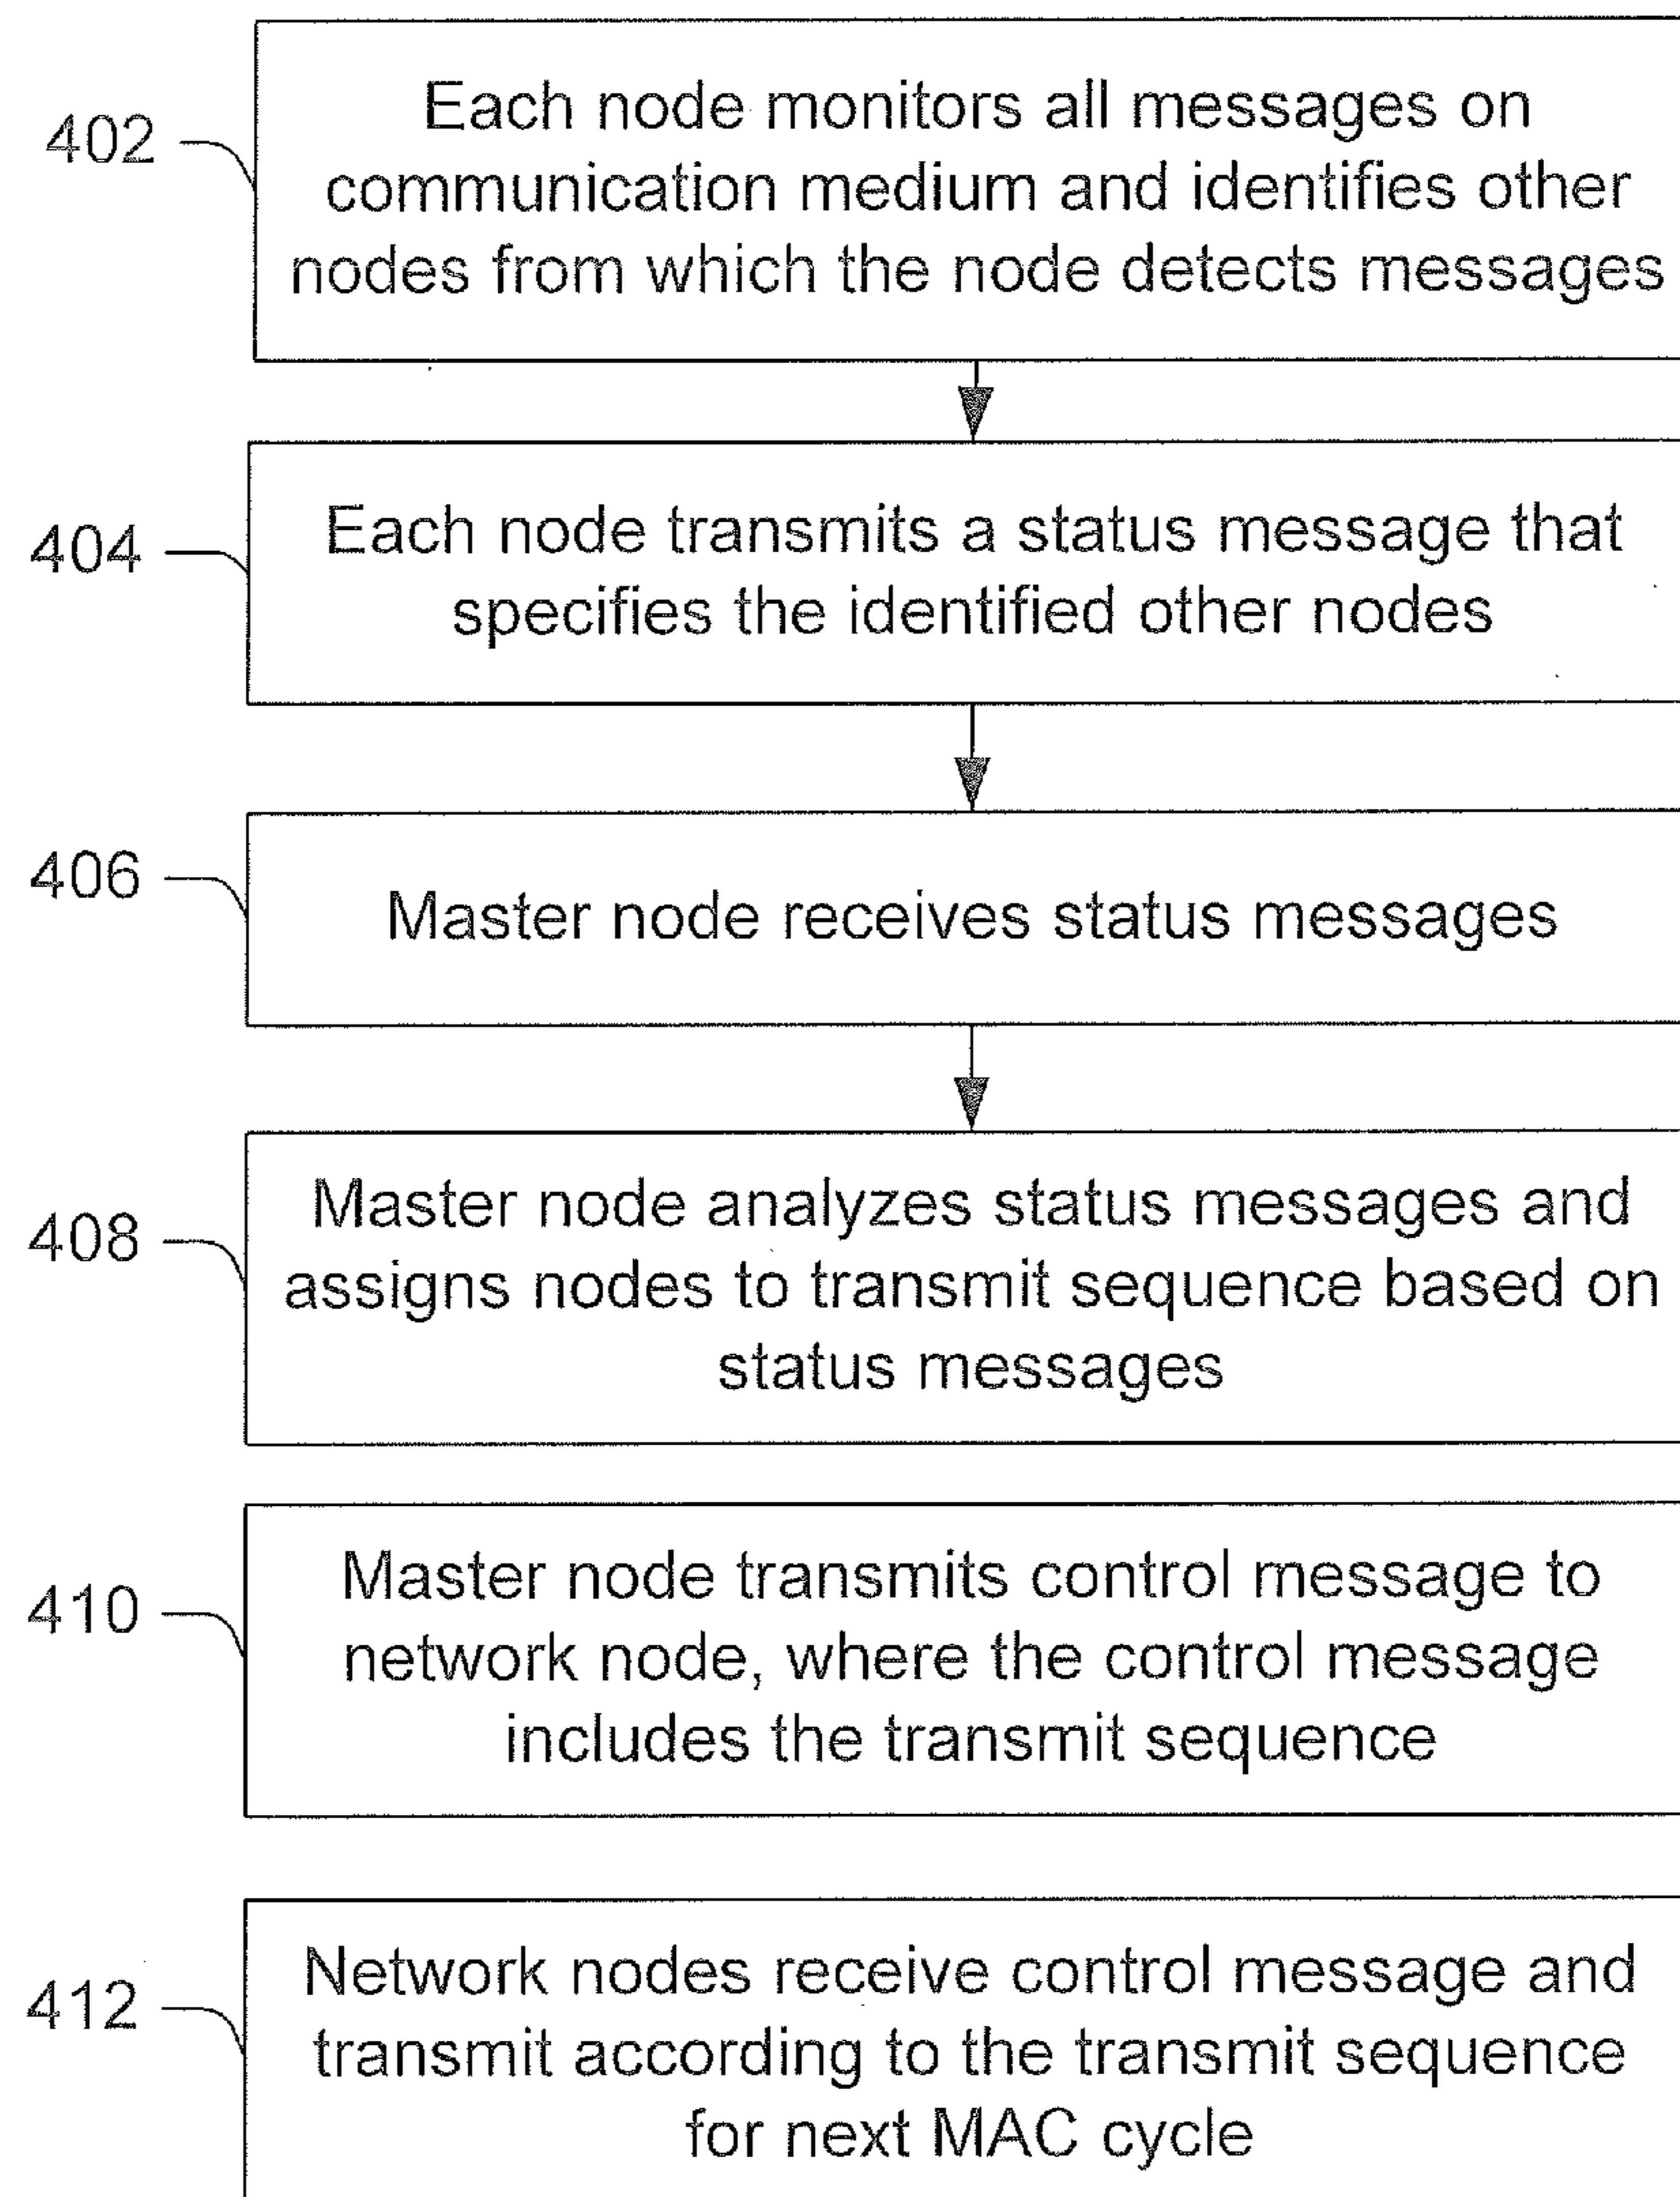 402
Each node monitors all messages on
communication medium and identifies other
nodes from which the node detects messages
404
Each node transmits a status message that
specifies the identified other nodes
406
Master node receives status messages
408
Master node analyzes status messages and
assigns nodes to transmit sequence based on
status messages
410
Master node transmits control message to
network node, where the control message
includes the transmit sequence
412
Network nodes receive control message and
transmit according to the transmit sequence
for next MAC cycle